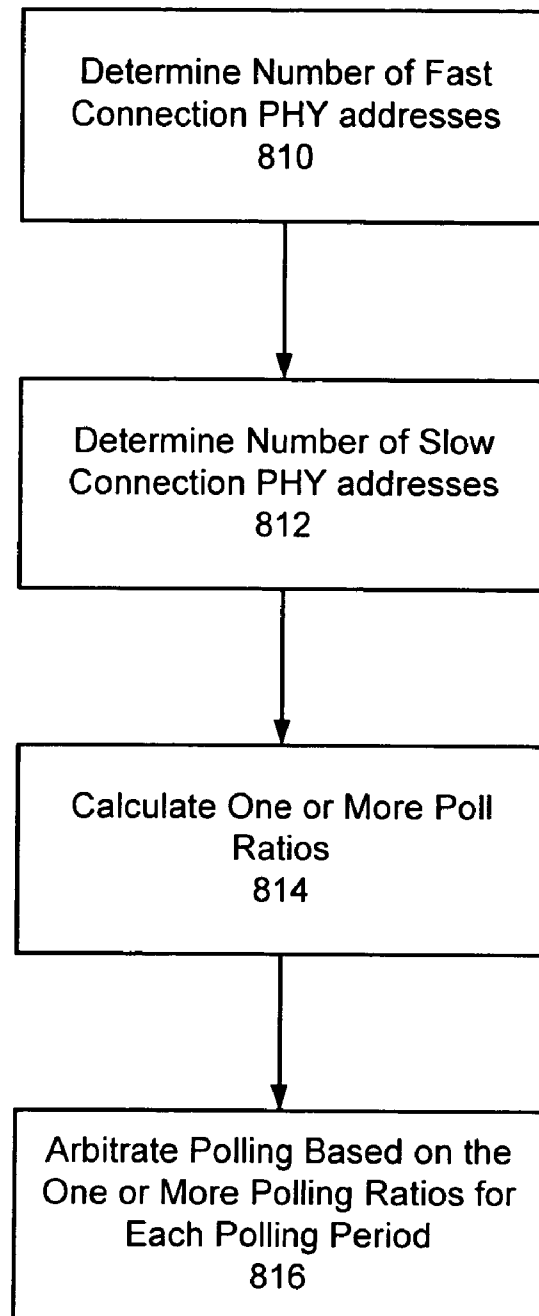 Determine Number of Fast
Connection PHY addresses
810
Determine Number of Slow
Connection PHY addresses
812
Calculate One or More Poll
Ratios
814
Arbitrate Polling Based on the
One or More Polling Ratios for
Each Polling Period
816